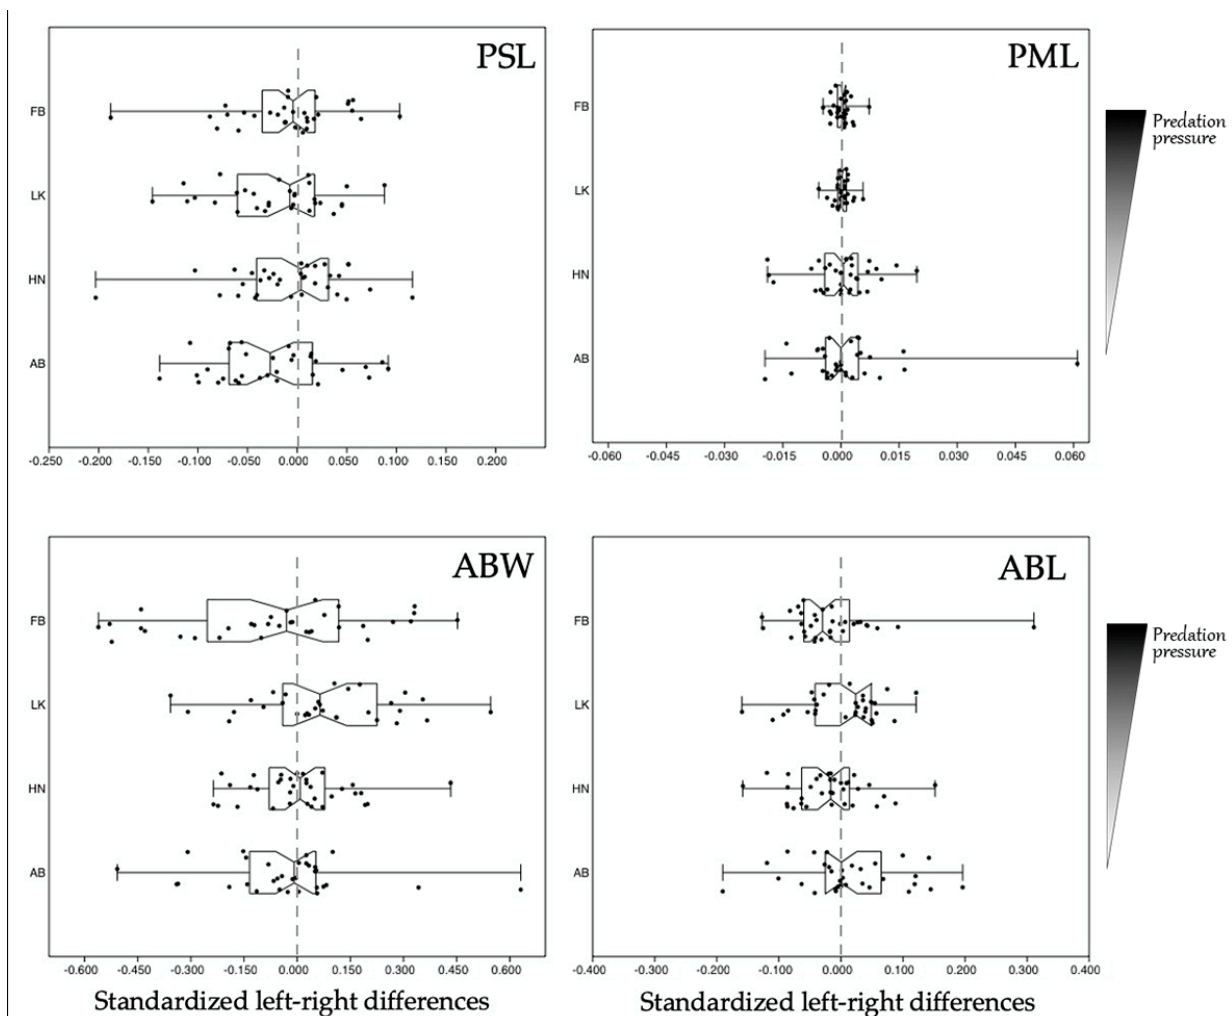 PSL
FB
LK
HN
AB
-0.250 -0.200 -0.150 -0.100 -0.050 0.000 0.050 0.100 0.150 0.200
PML
FB
LK
HN
AB
-0.060 -0.045 -0.030 -0.015 0.000 0.015 0.030 0.045 0.060
Predation
pressure
ABW
FB
LK
HN
AB
-0.600 -0.450 -0.300 -0.150 0.000 0.150 0.300 0.450 0.600
Standardized left-right differences
ABL
FB
LK
HN
AB
-0.400 -0.300 -0.200 -0.100 0.000 0.100 0.200 0.300 0.400
Standardized left-right differences
Predation
pressure